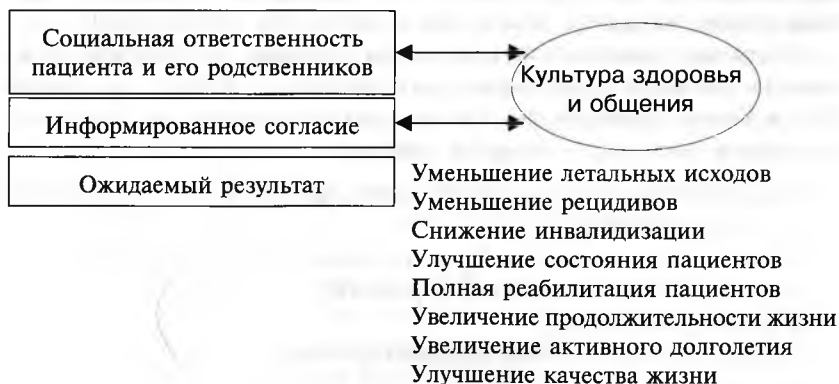 Социальная ответственность
пациента и его родственников
Культура здоровья
и общения
Информированное согласие
Ожидаемый результат
Уменьшение летальных исходов
Уменьшение рецидивов
Снижение инвалидизации
Улучшение состояния пациентов
Полная реабилитация пациентов
Увеличение продолжительности жизни
Увеличение активного долголетия
Улучшение качества жизни